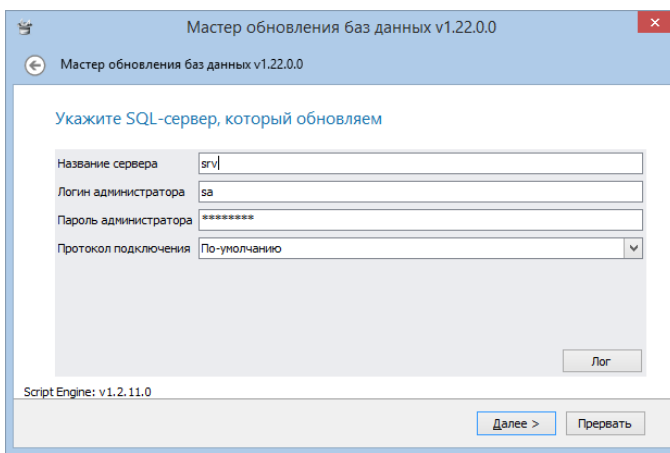 Мастер обновления баз данных v1.22.0.0
Мастер обновления баз данных v1.22.0.0
Укажите SQL-сервер, который обновляем
Название сервера srv
Логин администратора sa
Пароль администратора ********
Протокол подключения По-умолчанию
Лог
Script Engine: v1.2.11.0
Далее > Прервать